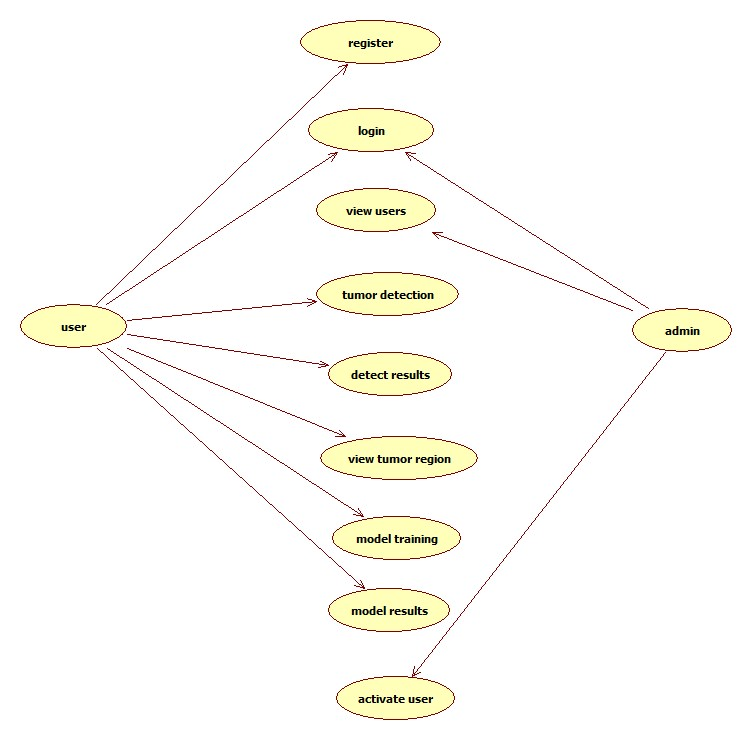 register
login
view users
tumor detection
user
admin
detect results
view tumor region
model training
model results
activate user